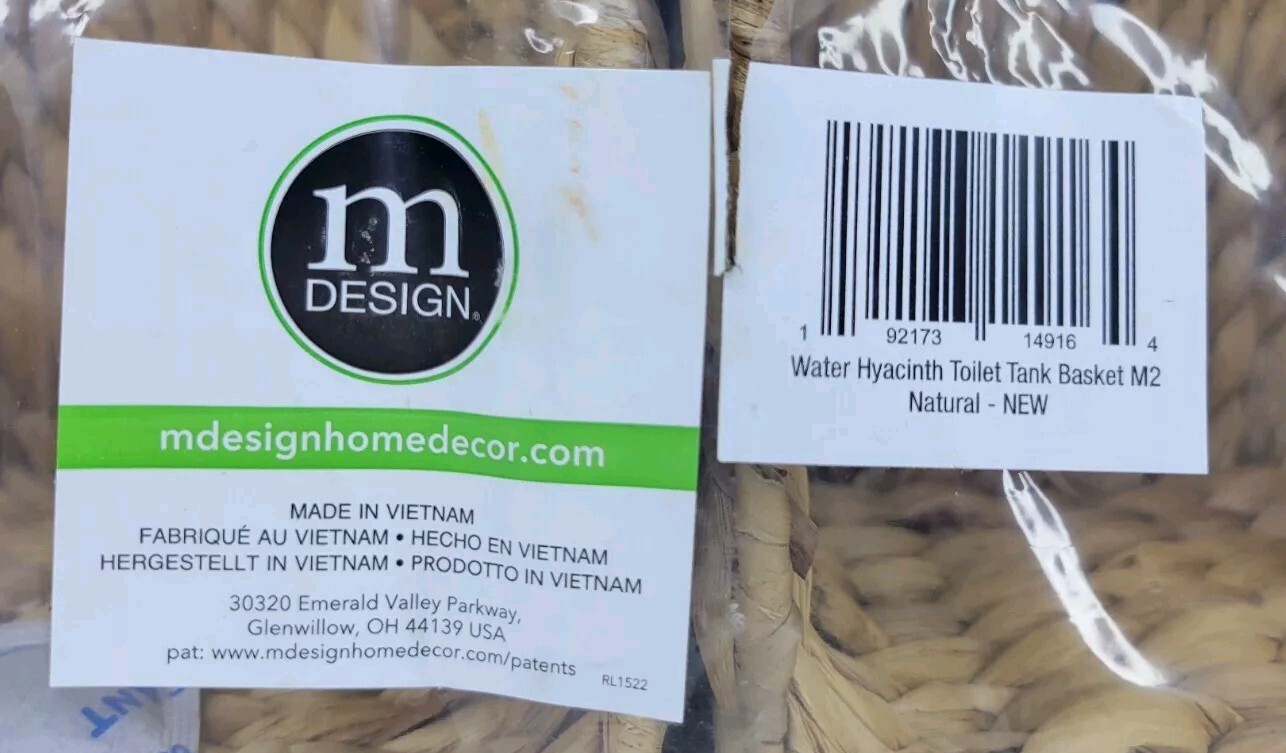 m
DESIGN®
mdesignhomedecor.com
MADE IN VIETNAM
FABRIQUÉ AU VIETNAM • HECHO EN VIETNAM
HERGESTELLT IN VIETNAM • PRODOTTO IN VIETNAM
30320 Emerald Valley Parkway,
Glenwillow, OH 44139 USA
pat: www.mdesignhomedecor.com/patents
RL1522
1 92173 14916 4
Water Hyacinth Toilet Tank Basket M2
Natural - NEW